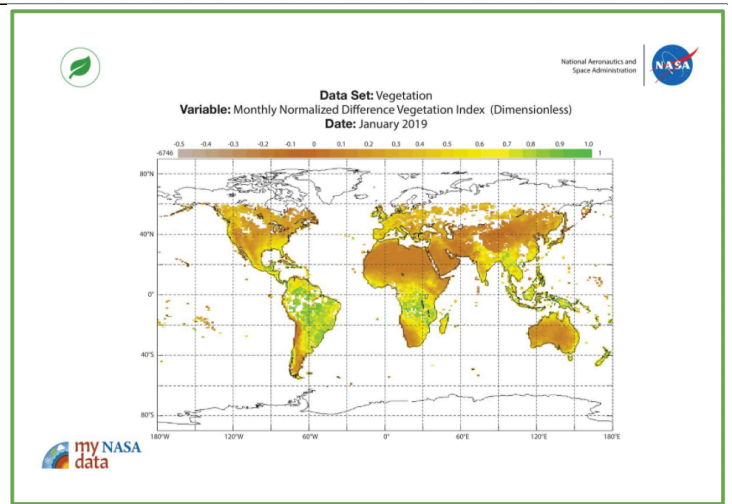 National Aeronautics and
Space Administration
NASA
Data Set: Vegetation
Variable: Monthly Normalized Difference Vegetation Index (Dimensionless)
Date: January 2019
-0.5 -0.4 -0.3 -0.2 -0.1 0 0.1 0.2 0.3 0.4 0.5 0.6 0.7 0.8 0.9 1.0
-6746 1
80°N
40°N
0°
40°S
80°S
180°W 120°W 60°W 0° 60°E 120°E 180°E
my NASA
data